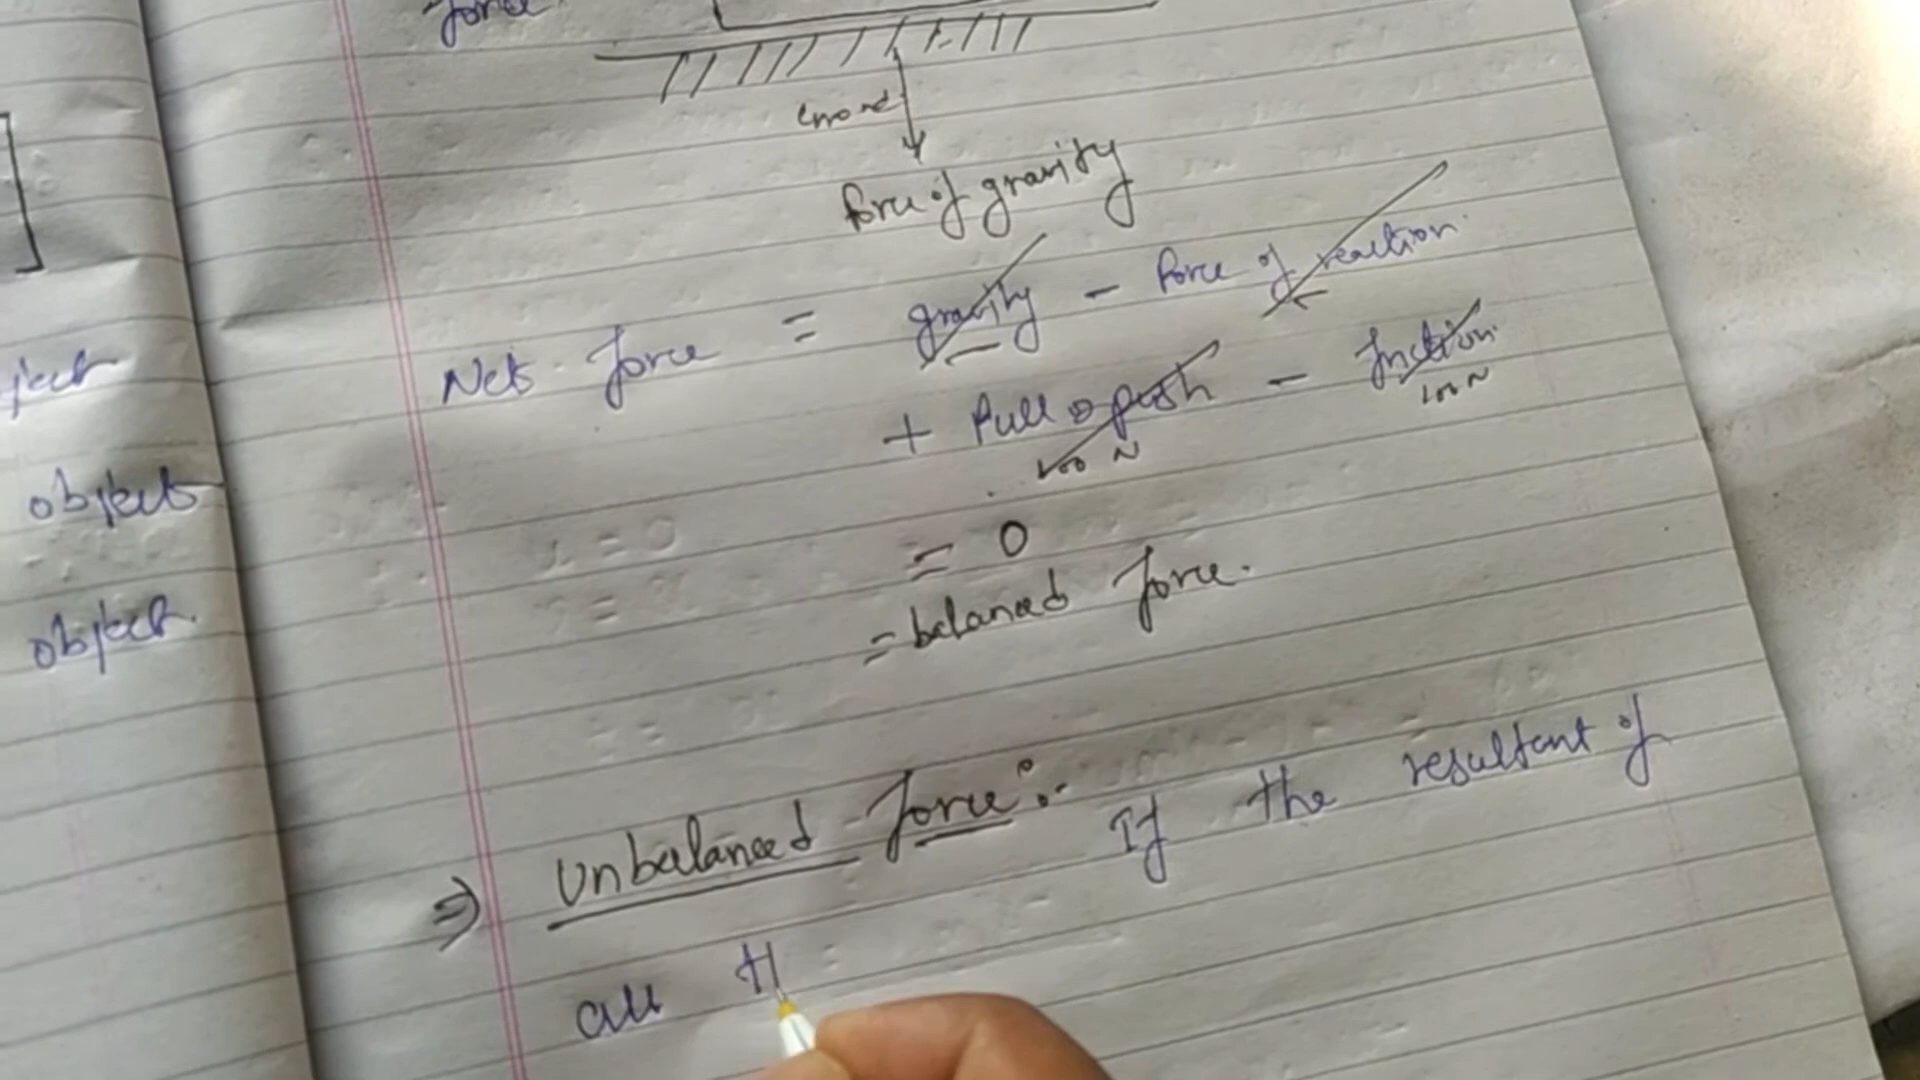 force
force of gravity
Net force = gravity - force of reaction.
+ Pull or push - friction.
100 N 100 N
= 0
= balanced force.
ject
object
object.
⇒ Unbalanced force :- If the resultant of
all th